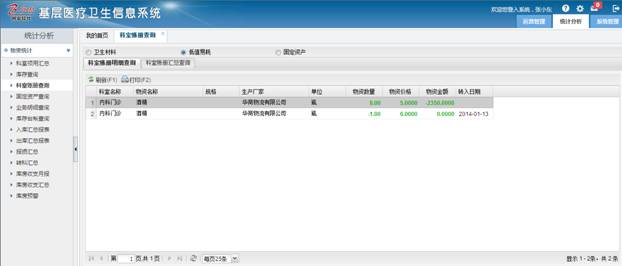 基层医疗卫生信息系统
欢迎您登入系统，张小东
运营管理 统计分析 系统管理
统计分析
我的首页 科室账册查询
物资统计
卫生材料 低值易耗 固定资产
科室领用汇总
库存查询
科室账册查询
固定资产查询
业务明细查询
库存台帐查询
入库汇总报表
出库汇总报表
报损汇总
转科汇总
库房收支月报
库房收支汇总
库房预警
科室账册明细查询 科室账册汇总查询
刷新(F1) 打印(F2)
科室名称 物资名称 规格 生产厂家 单位 物资数量 物资价格 物资金额 转入日期
1 内科门诊 酒精 华南物流有限公司 瓶 0.00 5.0000 -2350.0000
2 内科门诊 酒精 华南物流有限公司 瓶 -1.00 6.0000 0.0000 2014-01-13
第 1 页,共 1 页 每页25条 显示 1 - 2条，共 2 条